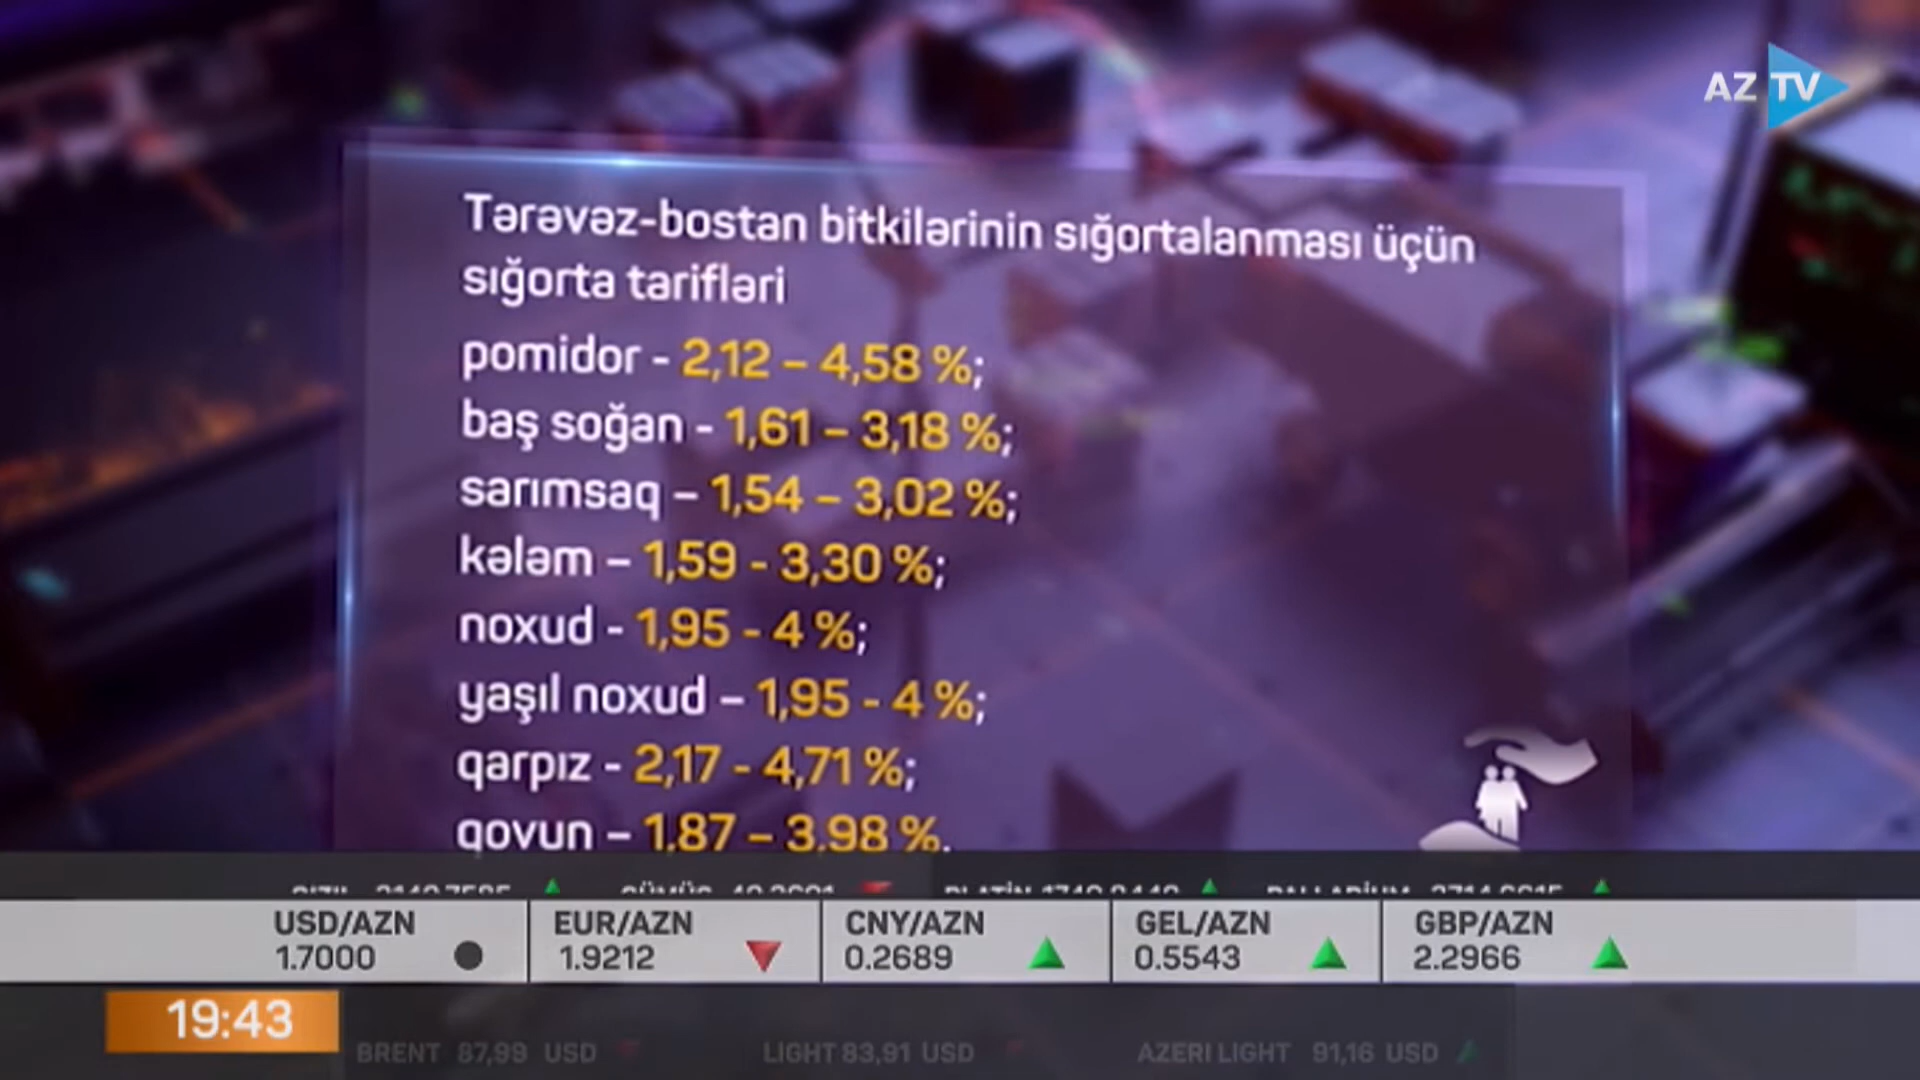 AZ TV
Tərəvəz-bostan bitkilərinin sığortalanması üçün
sığorta tarifləri
pomidor - 2,12 – 4,58 %;
baş soğan - 1,61 – 3,18 %;
sarımsaq – 1,54 – 3,02 %;
kələm – 1,59 - 3,30 %;
noxud - 1,95 - 4 %;
yaşıl noxud – 1,95 - 4 %;
qarpız - 2,17 - 4,71 %;
qovun – 1,87 – 3,98 %.
USD/AZN EUR/AZN CNY/AZN GEL/AZN GBP/AZN
1.7000 1.9212 0.2689 0.5543 2.2966
19:43
BRENT 87,99 USD LIGHT 83,91 USD AZERI LIGHT 91,16 USD